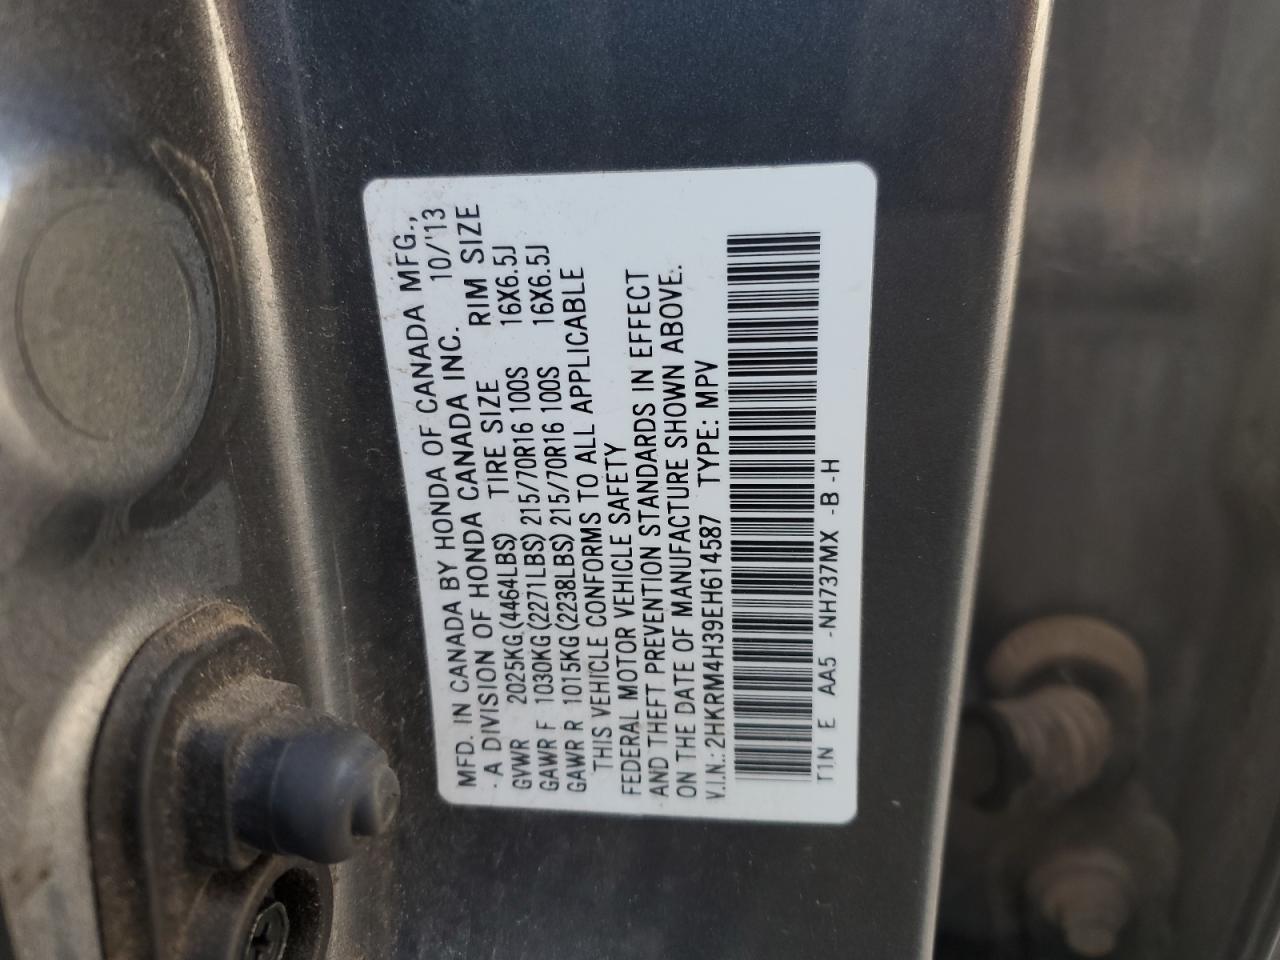 MFD. IN CANADA BY HONDA OF CANADA MFG.,
A DIVISION OF HONDA CANADA INC. 10/'13
GVWR 2025KG(4464LBS) TIRE SIZE RIM SIZE
GAWR F 1030KG(2271LBS) 215/70R16 100S 16X6.5J
GAWR R 1015KG(2238LBS) 215/70R16 100S 16X6.5J
THIS VEHICLE CONFORMS TO ALL APPLICABLE
FEDERAL MOTOR VEHICLE SAFETY
AND THEFT PREVENTION STANDARDS IN EFFECT
ON THE DATE OF MANUFACTURE SHOWN ABOVE.
V.I.N.: 2HKRM4H39EH614587 TYPE: MPV
T1N E AA5 -NH737MX -B -H